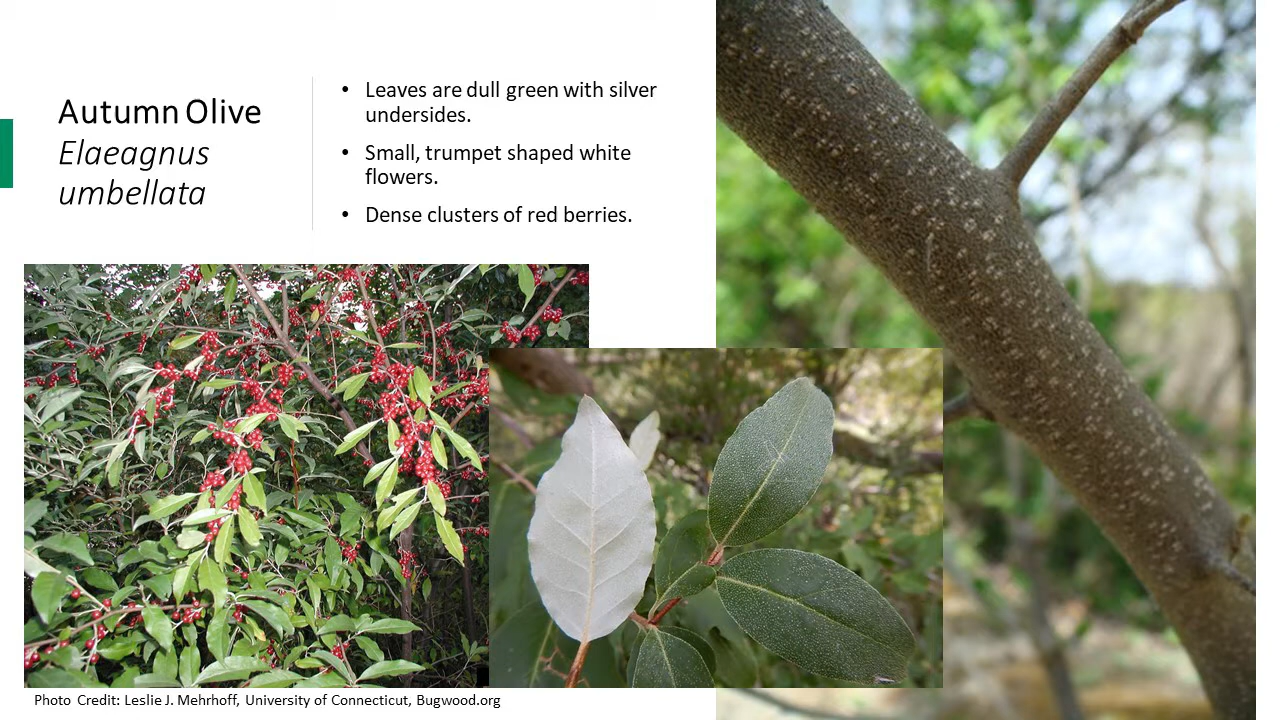 Autumn Olive
Elaeagnus
umbellata
• Leaves are dull green with silver
undersides.
• Small, trumpet shaped white
flowers.
• Dense clusters of red berries.
Photo Credit: Leslie J. Mehrhoff, University of Connecticut, Bugwood.org